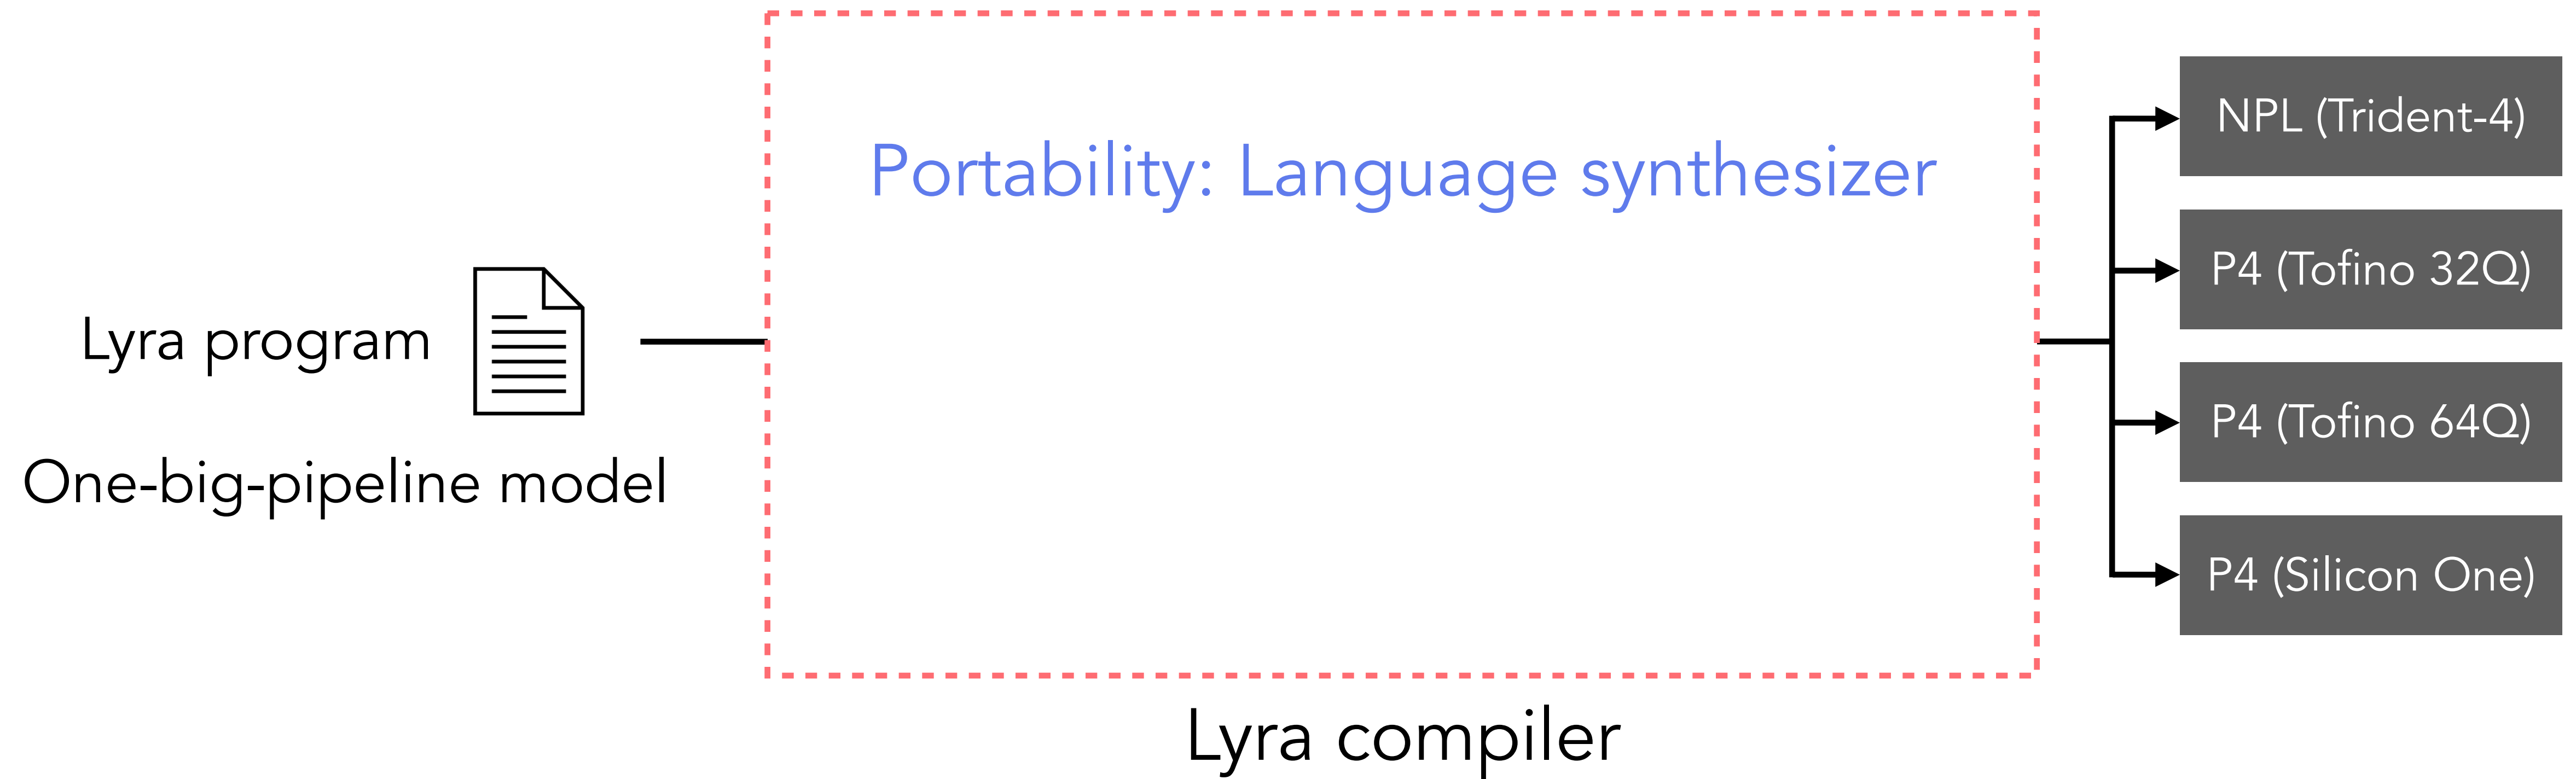 Lyra program
One-big-pipeline model
Portability: Language synthesizer
Lyra compiler
NPL (Trident-4)
P4 (Tofino 32Q)
P4 (Tofino 64Q)
P4 (Silicon One)